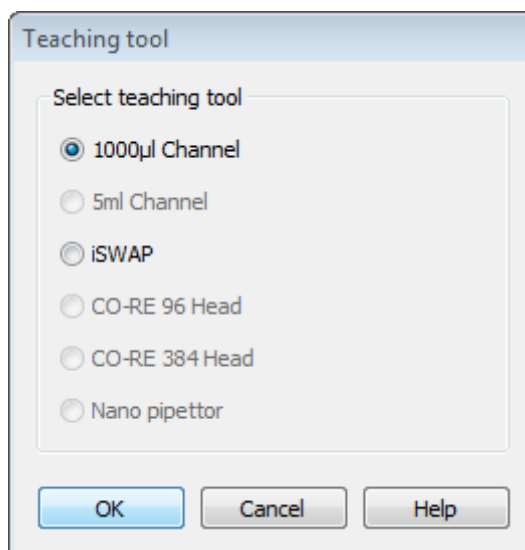 Teaching tool
Select teaching tool
1000µl Channel
5ml Channel
iSWAP
CO-RE 96 Head
CO-RE 384 Head
Nano pipettor
OK Cancel Help